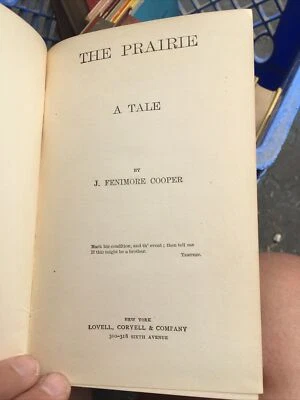 THE PRAIRIE
A TALE
BY
J. FENIMORE COOPER
Mark his condition, and th' event; then tell me
If this might be a brother.
TEMPEST.
NEW YORK
LOVELL, CORYELL & COMPANY
310-318 SIXTH AVENUE